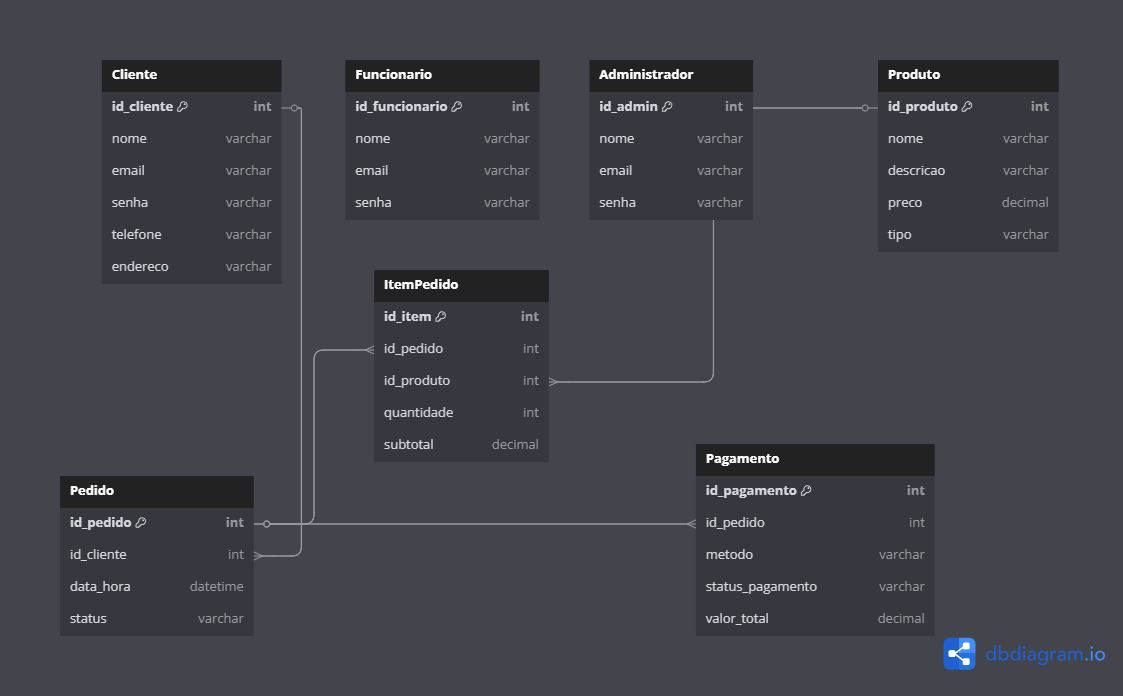 Cliente
id_cliente int
nome varchar
email varchar
senha varchar
telefone varchar
endereco varchar
Funcionario
id_funcionario int
nome varchar
email varchar
senha varchar
Administrador
id_admin int
nome varchar
email varchar
senha varchar
Produto
id_produto int
nome varchar
descricao varchar
preco decimal
tipo varchar
ItemPedido
id_item int
id_pedido int
id_produto int
quantidade int
subtotal decimal
Pedido
id_pedido int
id_cliente int
data_hora datetime
status varchar
Pagamento
id_pagamento int
id_pedido int
metodo varchar
status_pagamento varchar
valor_total decimal
dbdiagram.io